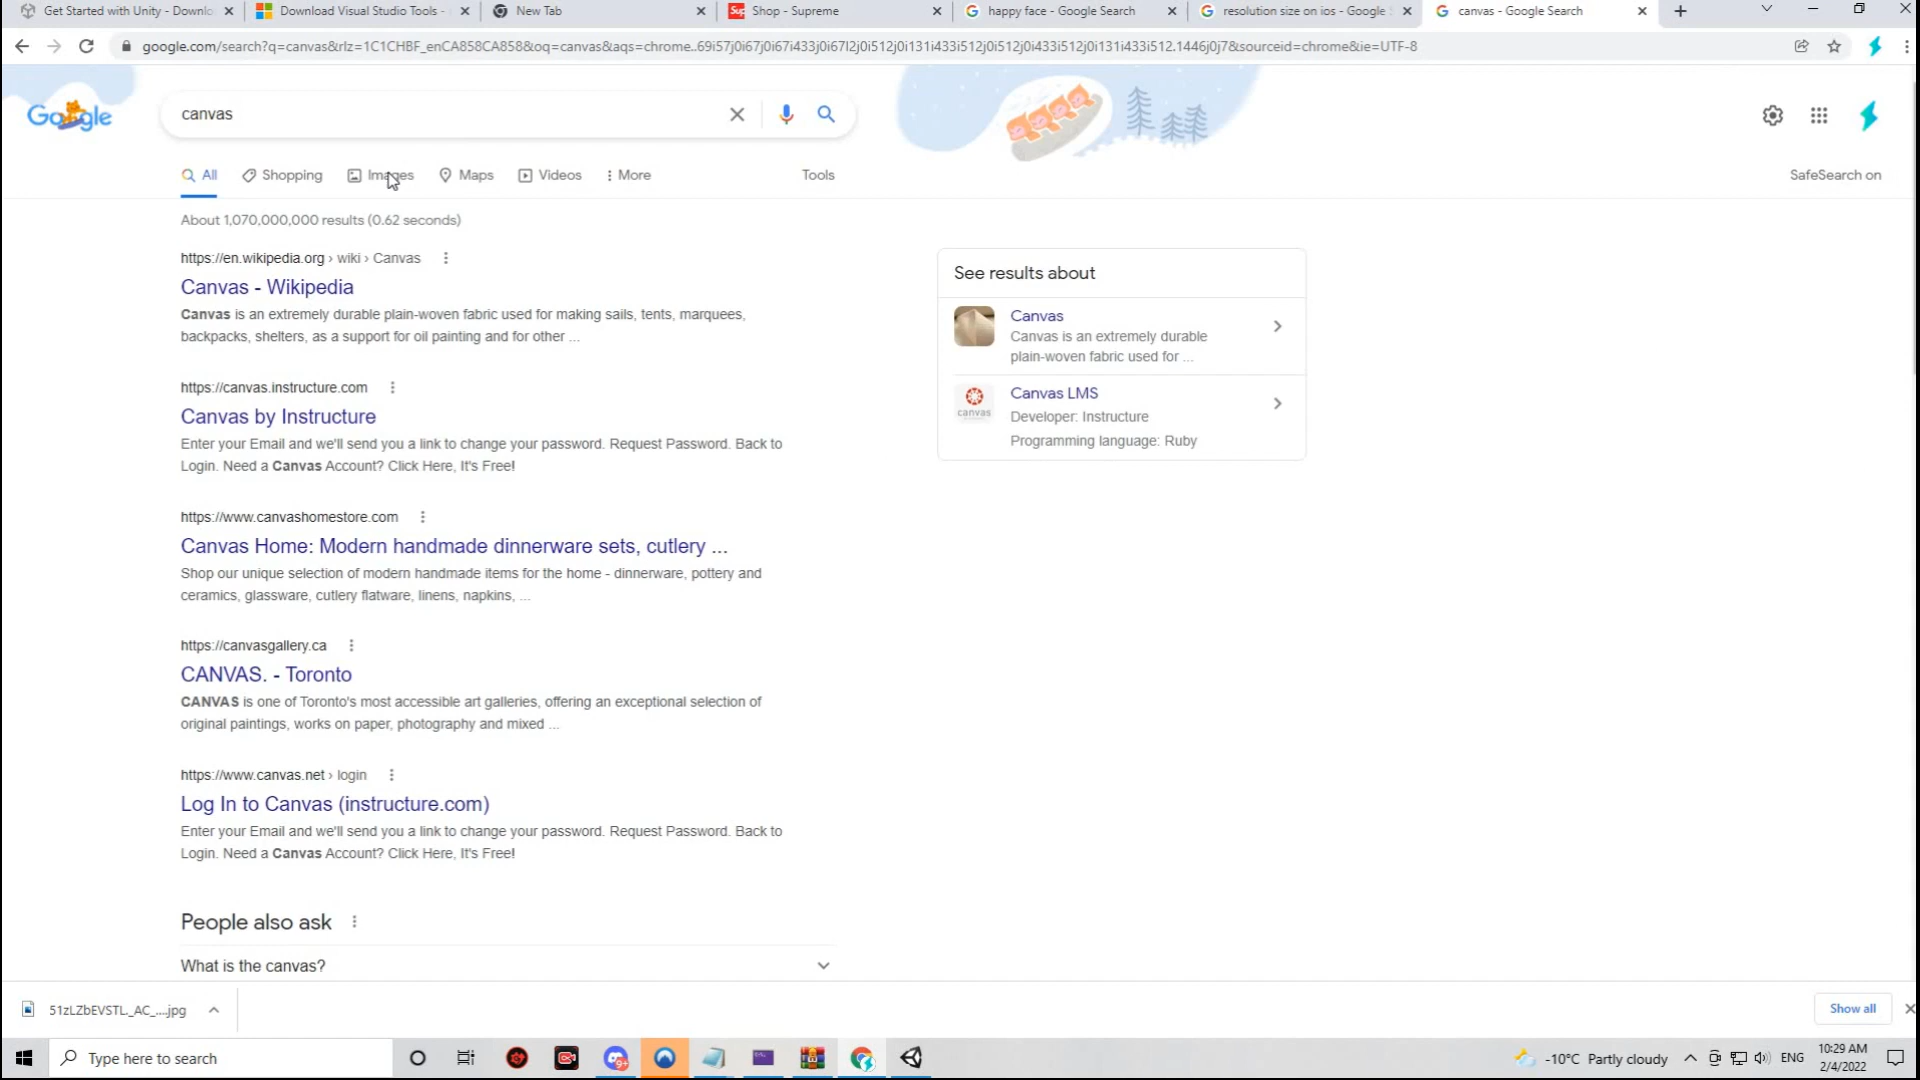 Get Started with Unity - Downlo
Download Visual Studio Tools -
New Tab
Sup
Shop - Supreme
happy face - Google Search
resolution size on ios - Google
canvas - Google Search
google.com/search?q=canvas&rlz=1C1CHBF_enCA858CA858&oq=canvas&aqs=chrome..69i57j0i67j0i67i433j0i67l2j0i512j0i131i433i512j0i512j0i433i512j0i131i433i512.1446j0j7&sourceid=chrome&ie=UTF-8
Google
canvas
All
Shopping
Images
Maps
Videos
More
Tools
SafeSearch on
About 1,070,000,000 results (0.62 seconds)
https://en.wikipedia.org › wiki › Canvas
Canvas - Wikipedia
Canvas is an extremely durable plain-woven fabric used for making sails, tents, marquees,
backpacks, shelters, as a support for oil painting and for other ...
https://canvas.instructure.com
Canvas by Instructure
Enter your Email and we'll send you a link to change your password. Request Password. Back to
Login. Need a Canvas Account? Click Here, It's Free!
https://www.canvashomestore.com
Canvas Home: Modern handmade dinnerware sets, cutlery ...
Shop our unique selection of modern handmade items for the home - dinnerware, pottery and
ceramics, glassware, cutlery flatware, linens, napkins, ...
https://canvasgallery.ca
CANVAS. - Toronto
CANVAS is one of Toronto's most accessible art galleries, offering an exceptional selection of
original paintings, works on paper, photography and mixed ...
https://www.canvas.net › login
Log In to Canvas (instructure.com)
Enter your Email and we'll send you a link to change your password. Request Password. Back to
Login. Need a Canvas Account? Click Here, It's Free!
People also ask
What is the canvas?
See results about
Canvas
Canvas is an extremely durable
plain-woven fabric used for ...
canvas
Canvas LMS
Developer: Instructure
Programming language: Ruby
51zLZbEVSTL._AC_....jpg
Show all
Type here to search
9+
-10°C Partly cloudy
ENG
10:29 AM
2/4/2022